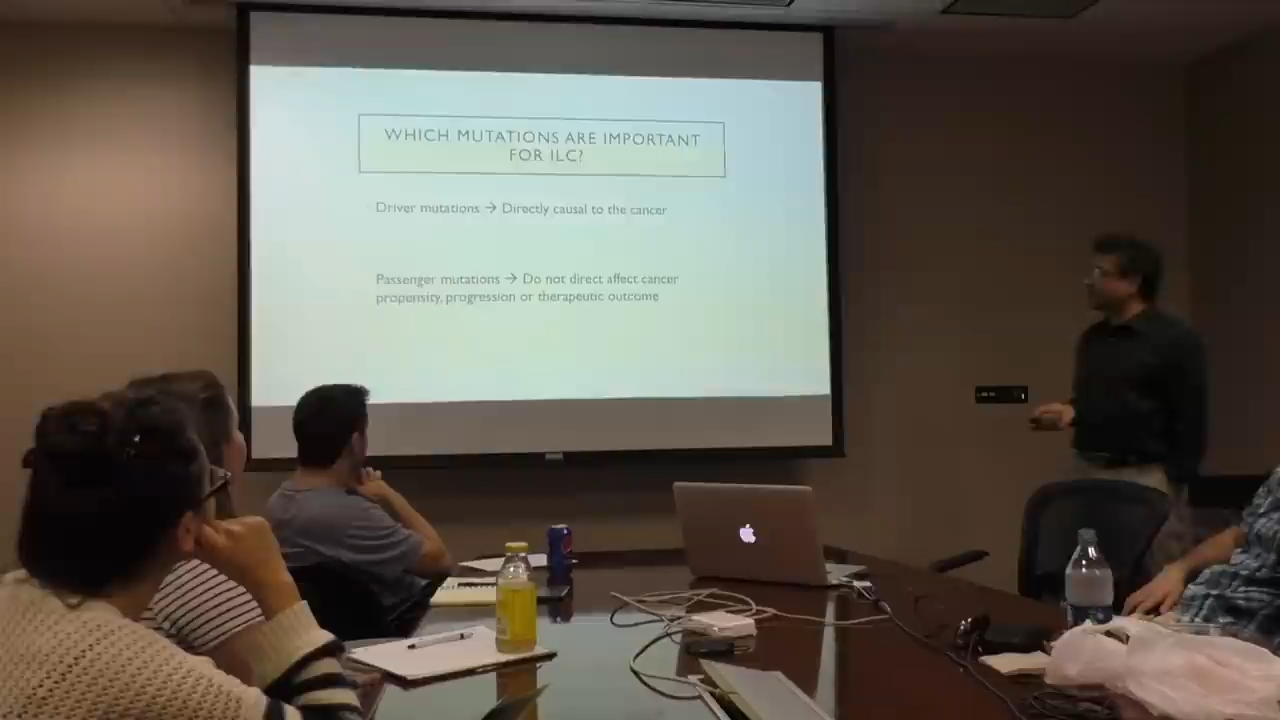 WHICH MUTATIONS ARE IMPORTANT
FOR ILC?
Driver mutations → Directly causal to the cancer
Passenger mutations → Do not direct affect cancer
propensity, progression or therapeutic outcome